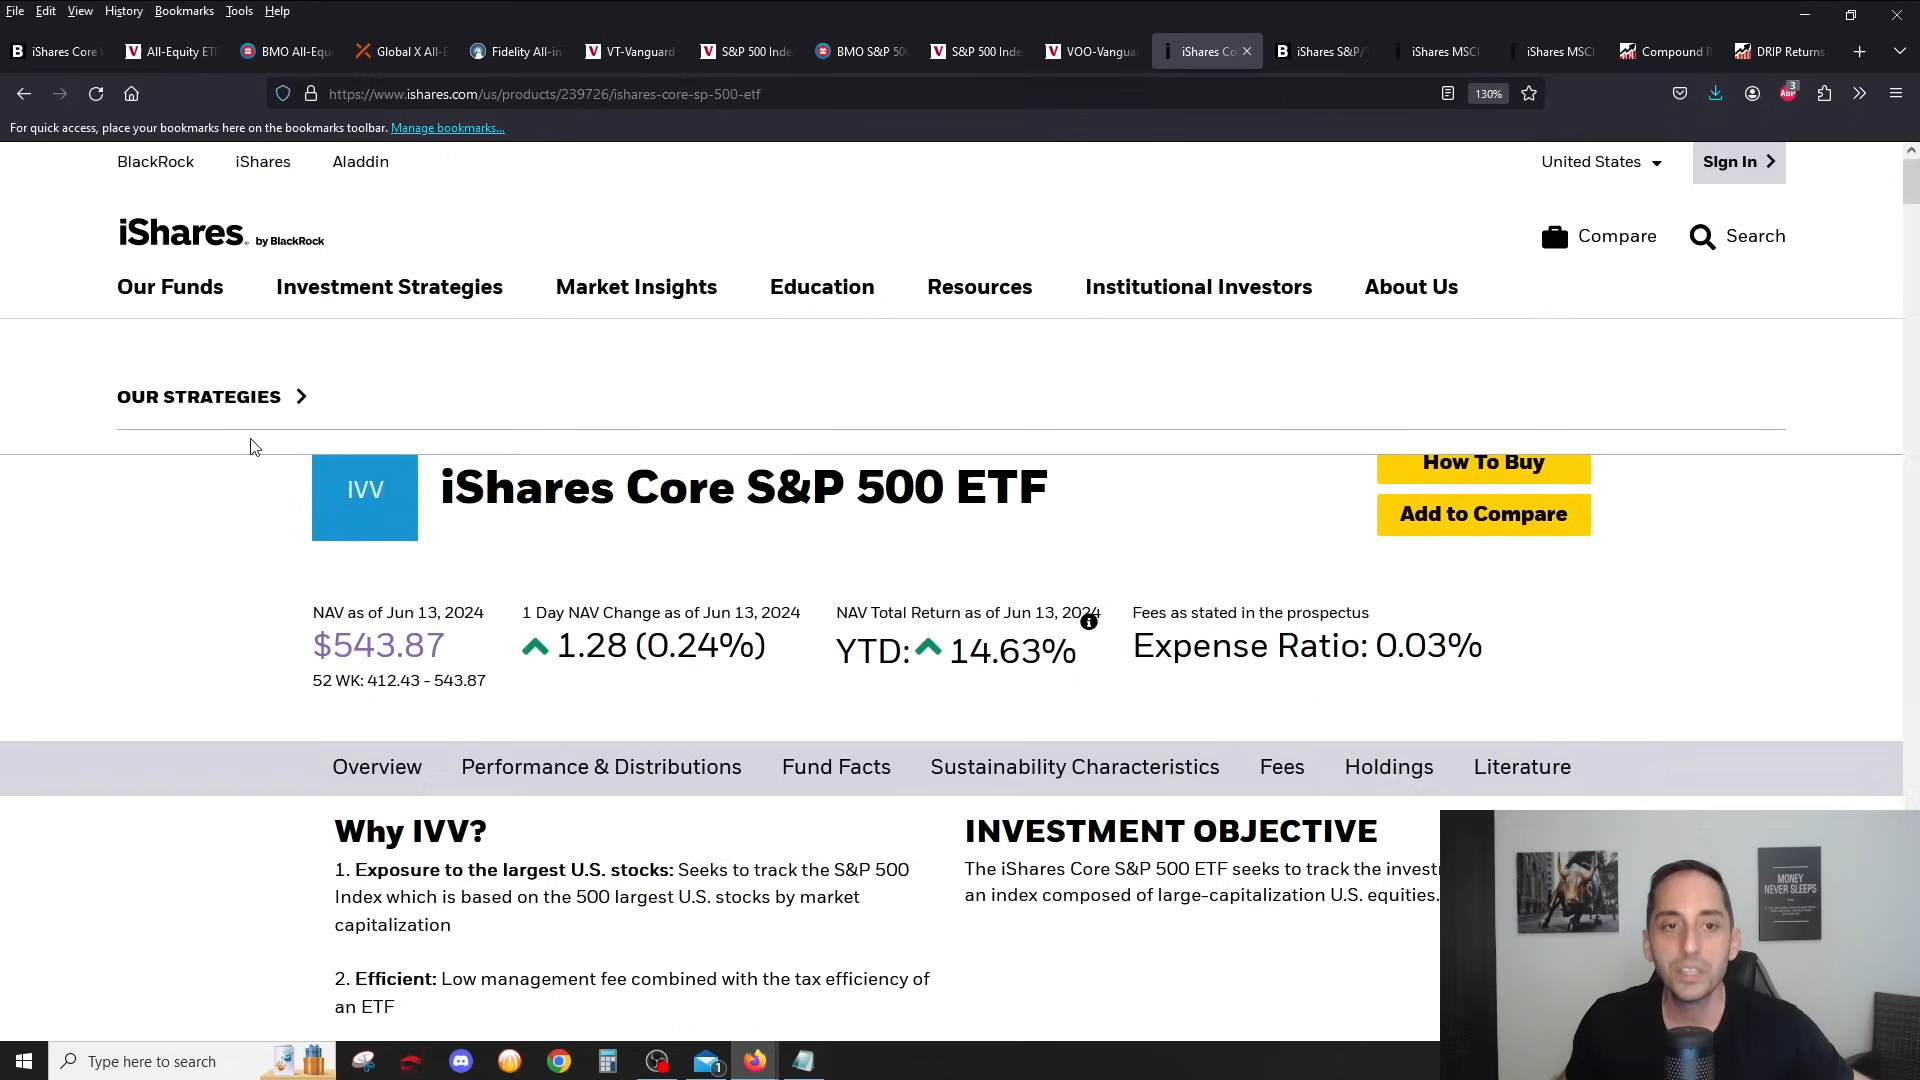 File Edit View History Bookmarks Tools Help
iShares Core All-Equity ET BMO All-Equ Global X All-E Fidelity All-in VT-Vanguard S&P 500 Inde BMO S&P 50 S&P 500 Inde VOO-Vangua iShares Co iShares S&P/ iShares MSCI iShares MSCI Compound R DRIP Returns
https://www.ishares.com/us/products/239726/ishares-core-sp-500-etf 130% ABP 3
For quick access, place your bookmarks here on the bookmarks toolbar. Manage bookmarks...
BlackRock iShares Aladdin United States Sign In
iShares by BlackRock Compare Search
Our Funds Investment Strategies Market Insights Education Resources Institutional Investors About Us
OUR STRATEGIES
How To Buy
IVV iShares Core S&P 500 ETF
Add to Compare
NAV as of Jun 13, 2024 1 Day NAV Change as of Jun 13, 2024 NAV Total Return as of Jun 13, 2024 Fees as stated in the prospectus
$543.87 1.28 (0.24%) YTD: 14.63% Expense Ratio: 0.03%
52 WK: 412.43 - 543.87
Overview Performance & Distributions Fund Facts Sustainability Characteristics Fees Holdings Literature
Why IVV?
1. Exposure to the largest U.S. stocks: Seeks to track the S&P 500
Index which is based on the 500 largest U.S. stocks by market
capitalization
2. Efficient: Low management fee combined with the tax efficiency of
an ETF
INVESTMENT OBJECTIVE
The iShares Core S&P 500 ETF seeks to track the invest
an index composed of large-capitalization U.S. equities.
MONEY
NEVER SLEEPS
Type here to search 1